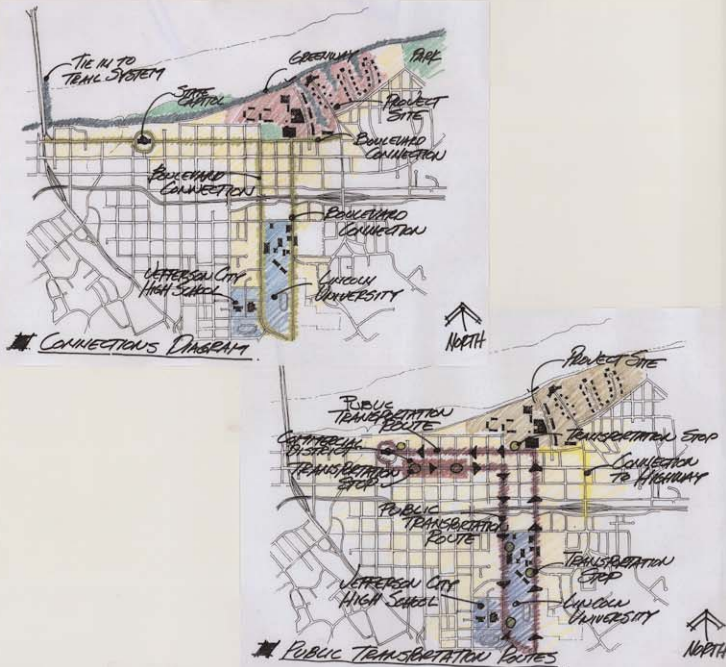 TIE IN TO
TRAIL SYSTEM
STATE
CAPITOL
GREENWAY
PARK
PROJECT
SITE
BOULEVARD
CONNECTION
BOULEVARD
CONNECTION
BOULEVARD
CONNECTION
JEFFERSON CITY
HIGH SCHOOL
LINCOLN
UNIVERSITY
NORTH
CONNECTIONS DIAGRAM
PROJECT SITE
PUBLIC
TRANSPORTATION
ROUTE
COMMERCIAL
DISTRICT
TRANSPORTATION
STOP
TRANSPORTATION STOP
CONNECTION
TO HIGHWAY
PUBLIC
TRANSPORTATION
ROUTE
TRANSPORTATION
STOP
JEFFERSON CITY
HIGH SCHOOL
LINCOLN
UNIVERSITY
NORTH
PUBLIC TRANSPORTATION ROUTES